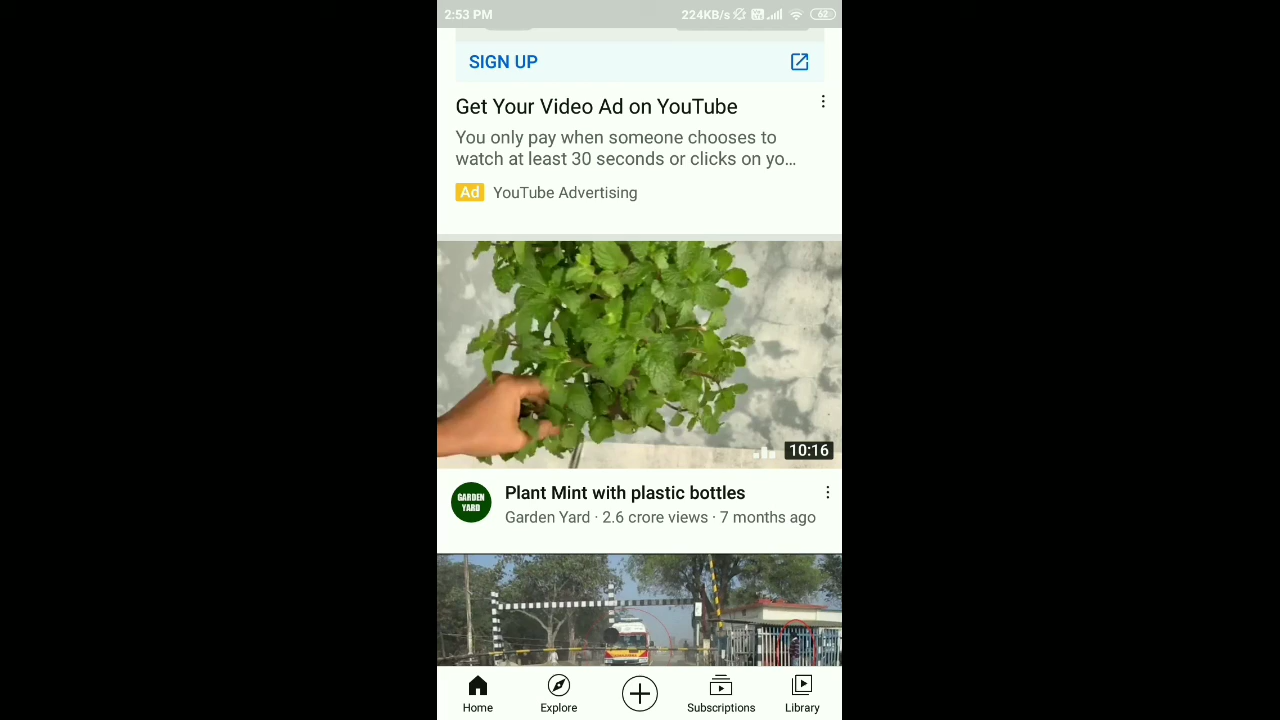 2:53 PM
224KB/s
62
SIGN UP
Get Your Video Ad on YouTube
You only pay when someone chooses to
watch at least 30 seconds or clicks on yo...
Ad YouTube Advertising
10:16
GARDEN
YARD
Plant Mint with plastic bottles
Garden Yard · 2.6 crore views · 7 months ago
Home
Explore
Subscriptions
Library